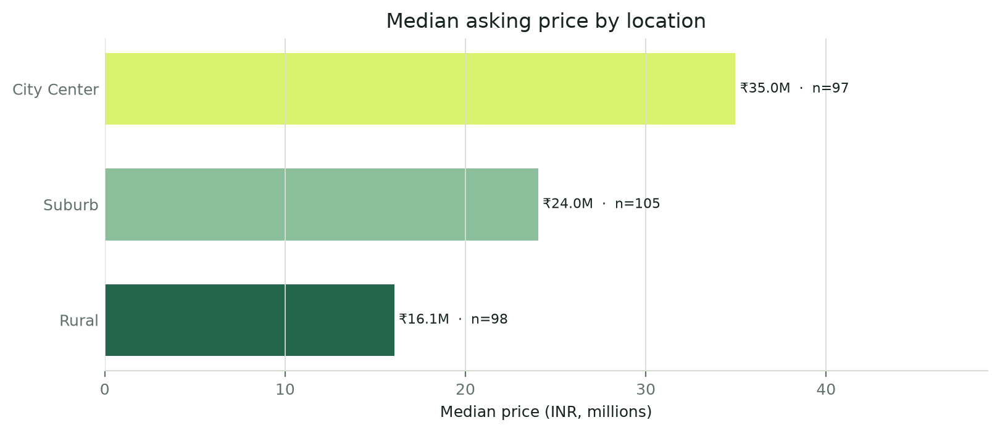 Median asking price by location
City Center
₹35.0M · n=97
Suburb
₹24.0M · n=105
Rural
₹16.1M · n=98
0 10 20 30 40
Median price (INR, millions)